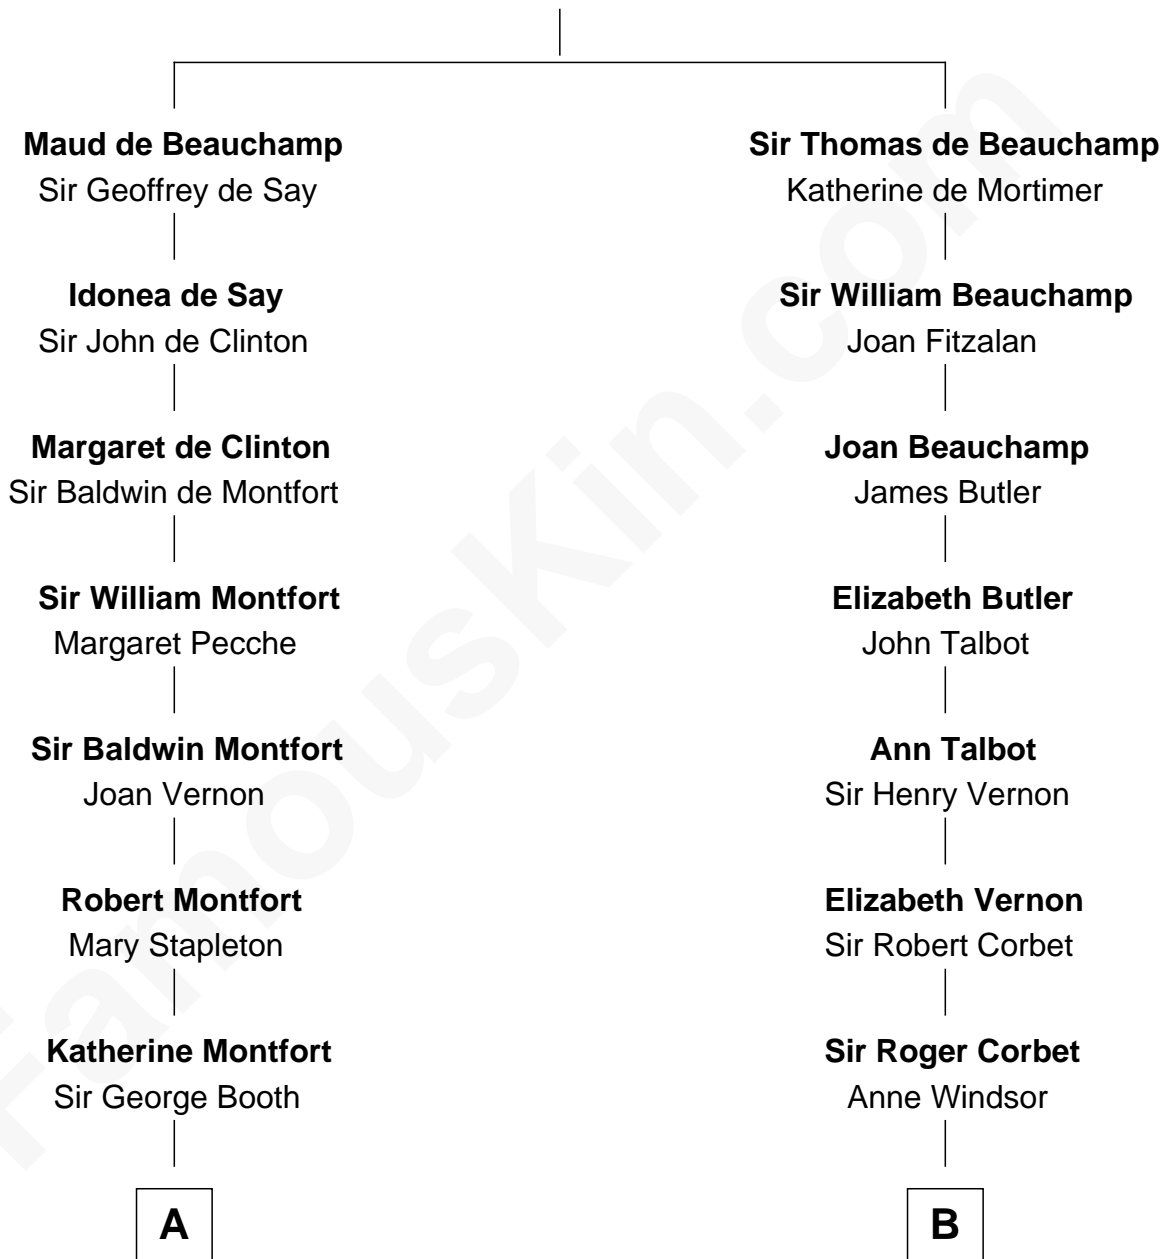 Maud de Beauchamp
Sir Geoffrey de Say
Idonea de Say
Sir John de Clinton
Margaret de Clinton
Sir Baldwin de Montfort
Sir William Montfort
Margaret Pecche
Sir Baldwin Montfort
Joan Vernon
Robert Montfort
Mary Stapleton
Katherine Montfort
Sir George Booth
A
Sir Thomas de Beauchamp
Katherine de Mortimer
Sir William Beauchamp
Joan Fitzalan
Joan Beauchamp
James Butler
Elizabeth Butler
John Talbot
Ann Talbot
Sir Henry Vernon
Elizabeth Vernon
Sir Robert Corbet
Sir Roger Corbet
Anne Windsor
B
FamousKin.com